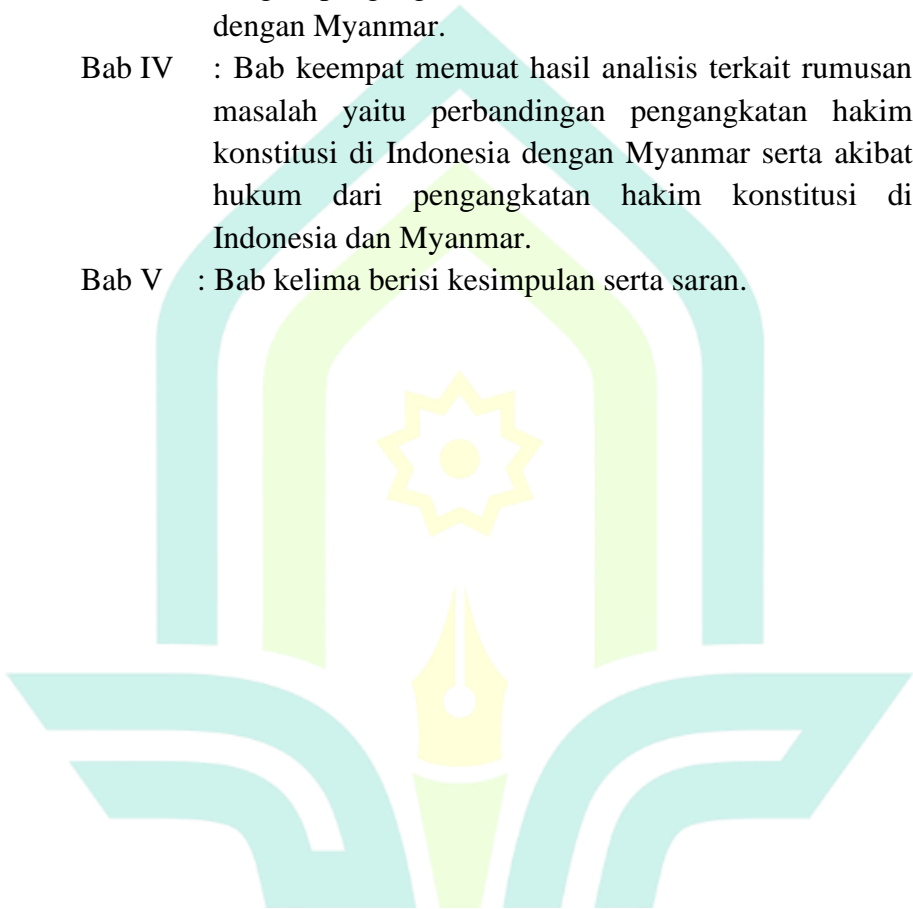 dengan Myanmar.
Bab IV : Bab keempat memuat hasil analisis terkait rumusan
masalah yaitu perbandingan pengangkatan hakim
konstitusi di Indonesia dengan Myanmar serta akibat
hukum dari pengangkatan hakim konstitusi di
Indonesia dan Myanmar.
Bab V : Bab kelima berisi kesimpulan serta saran.